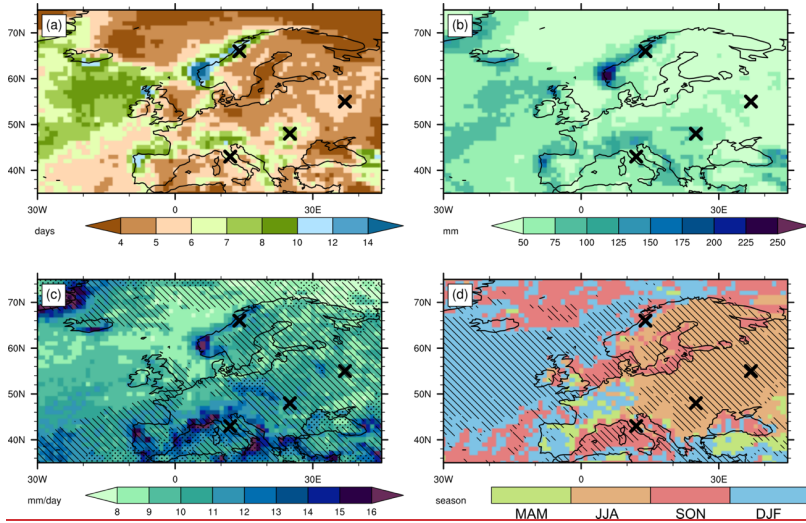 (a)
(b)
70N
60N
50N
40N
70N
60N
50N
40N
30W
0
30E
30W
0
30E
days
4
5
6
7
8
10
12
14
mm
50
75
100
125
150
175
200
225
250
(c)
(d)
70N
60N
50N
40N
70N
60N
50N
40N
30W
0
30E
30W
0
30E
mm/day
8
9
10
11
12
13
14
15
16
season
MAM
JJA
SON
DJF